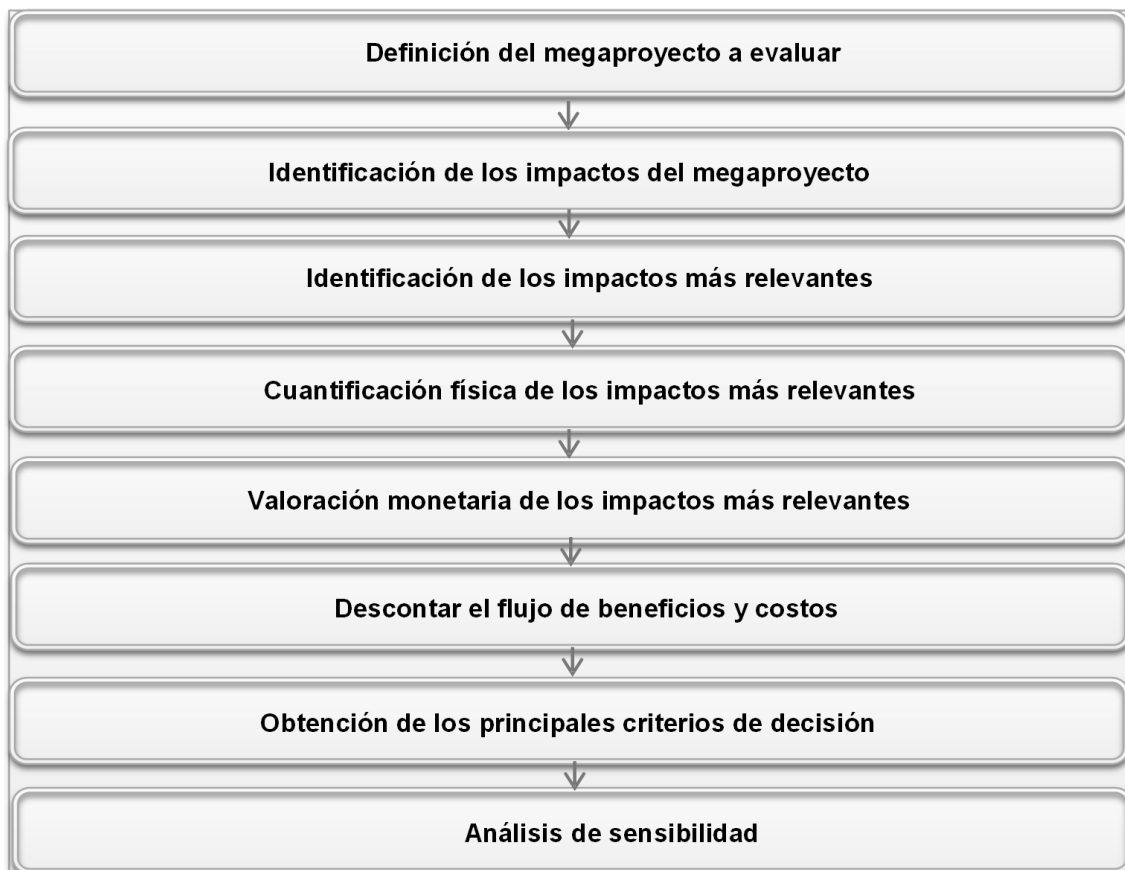 Definición del megaproyecto a evaluar
Identificación de los impactos del megaproyecto
Identificación de los impactos más relevantes
Cuantificación física de los impactos más relevantes
Valoración monetaria de los impactos más relevantes
Descontar el flujo de beneficios y costos
Obtención de los principales criterios de decisión
Análisis de sensibilidad